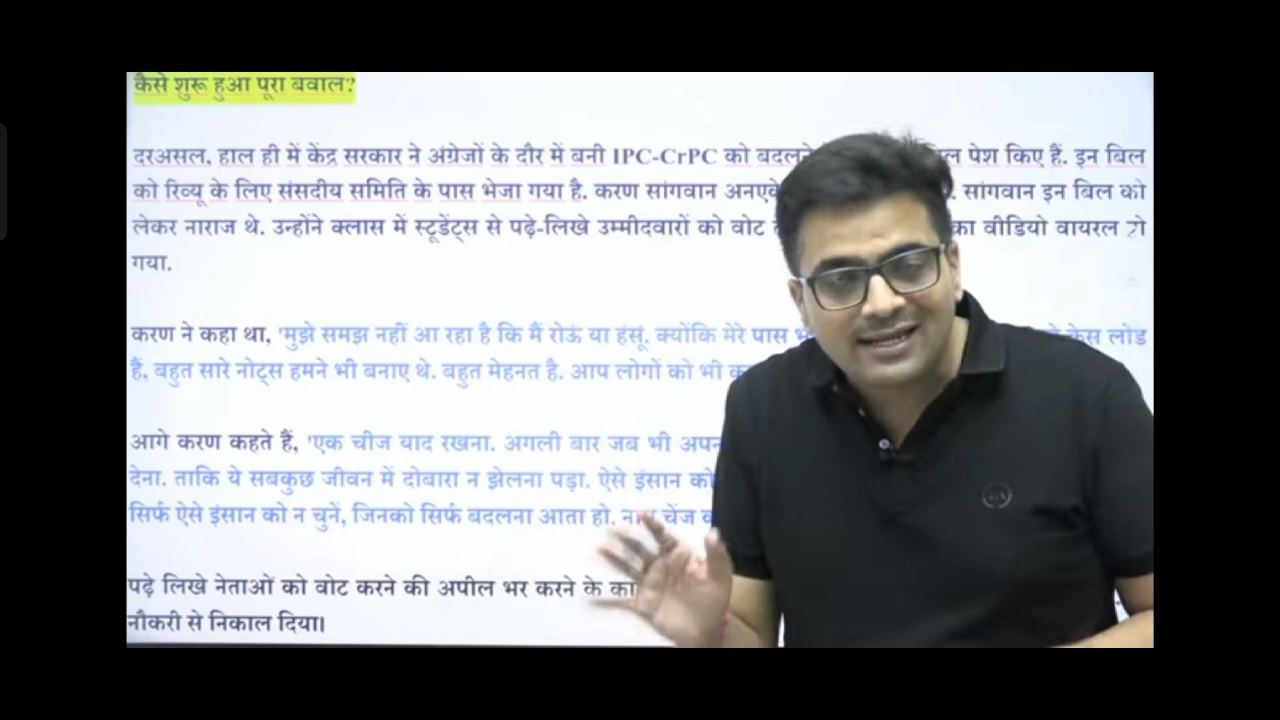 कैसे शुरू हुआ पूरा बवाल?
दरअसल, हाल ही में केंद्र सरकार ने अंग्रेजों के दौर में बनी IPC-CrPC को बदलने पेश किए हैं. इन बिल
को रिव्यू के लिए संसदीय समिति के पास भेजा गया है. करण सांगवान सांगवान इन बिल को
लेकर नाराज थे. उन्होंने क्लास में स्टूडेंट्स से पढ़े-लिखे उम्मीदवारों को वोट का वीडियो वायरल हो
गया.
करण ने कहा था, 'मुझे समझ नहीं आ रहा है कि मैं रोऊं या हंसूं. क्योंकि मेरे पास केस लोड
हैं, बहुत सारे नोट्स हमने भी बनाए थे. बहुत मेहनत है. आप लोगों को भी
आगे करण कहते हैं, 'एक चीज याद रखना. अगली बार जब भी
देना. ताकि ये सबकुछ जीवन में दोबारा न झेलना पड़ा. ऐसे इंसान को
सिर्फ ऐसे इंसान को न चुनें, जिनको सिर्फ बदलना आता हो. चेंज
पढ़े लिखे नेताओं को वोट करने की अपील भर करने के
नौकरी से निकाल दिया।